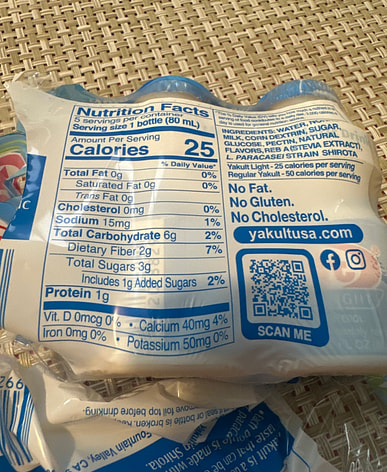 Nutrition Facts
5 servings per container
Serving size 1 bottle (80 mL)
Amount Per Serving
Calories 25
% Daily Value*
Total Fat 0g 0%
Saturated Fat 0g 0%
Trans Fat 0g
Cholesterol 0mg 0%
Sodium 15mg 1%
Total Carbohydrate 6g 2%
Dietary Fiber 2g 7%
Total Sugars 3g
Includes 1g Added Sugars 2%
Protein 1g
Vit. D 0mcg 0% • Calcium 40mg 4%
Iron 0mg 0% • Potassium 50mg 0%
INGREDIENTS: WATER,
MILK, CORN DEXTRIN, SUGAR,
GLUCOSE, PECTIN, NATURAL
FLAVORS, REB A (STEVIA EXTRACT),
L. PARACASEI STRAIN SHIROTA
Yakult Light - 25 calories per serving
Regular Yakult - 50 calories per serving
No Fat.
No Gluten.
No Cholesterol.
yakultusa.com
SCAN ME
Fountain Valley, CA